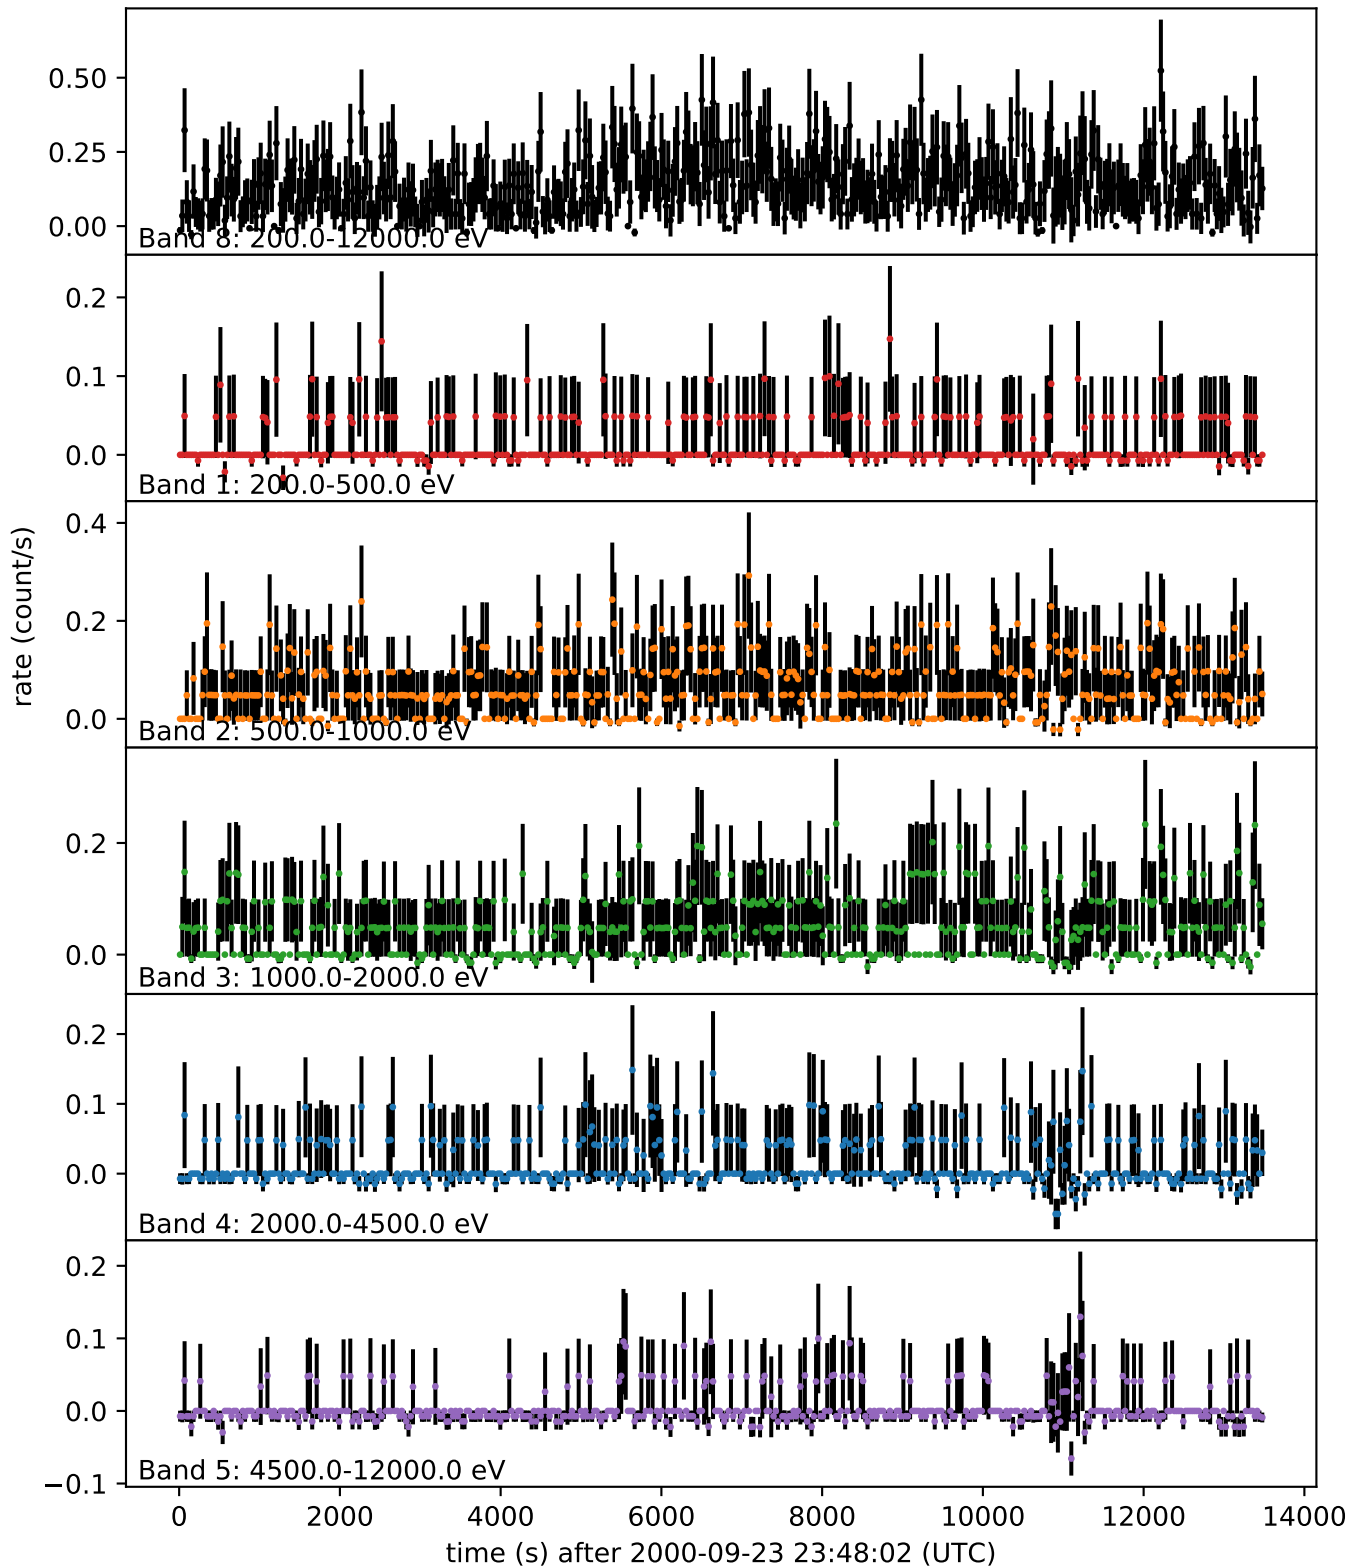 0.50
0.25
0.00
Band 8: 200.0-12000.0 eV
0.2
0.1
0.0
Band 1: 200.0-500.0 eV
rate (count/s)
0.4
0.2
0.0
Band 2: 500.0-1000.0 eV
0.2
0.0
Band 3: 1000.0-2000.0 eV
0.2
0.1
0.0
Band 4: 2000.0-4500.0 eV
0.2
0.1
0.0
−0.1
Band 5: 4500.0-12000.0 eV
0 2000 4000 6000 8000 10000 12000 14000
time (s) after 2000-09-23 23:48:02 (UTC)